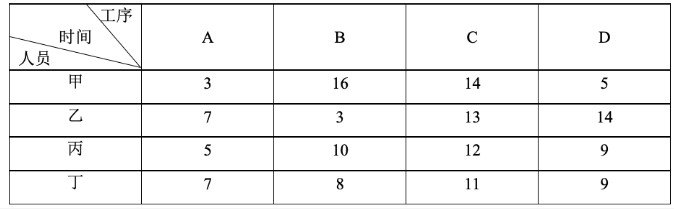 工序
时间
人员
A B C D
甲 3 16 14 5
乙 7 3 13 14
丙 5 10 12 9
丁 7 8 11 9